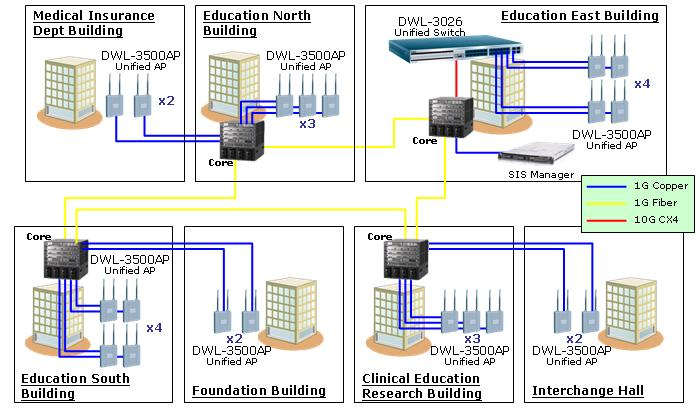 Medical Insurance
Dept Building
DWL-3500AP
Unified AP
x2
Education North
Building
DWL-3500AP
Unified AP
x3
Core
DWL-3026
Unified Switch
Education East Building
x4
DWL-3500AP
Unified AP
Core
SIS Manager
1G Copper
1G Fiber
10G CX4
Core
DWL-3500AP
Unified AP
x4
Education South
Building
x2
DWL-3500AP
Unified AP
Foundation Building
Core
x3
DWL-3500AP
Unified AP
Clinical Education
Research Building
x2
DWL-3500AP
Unified AP
Interchange Hall